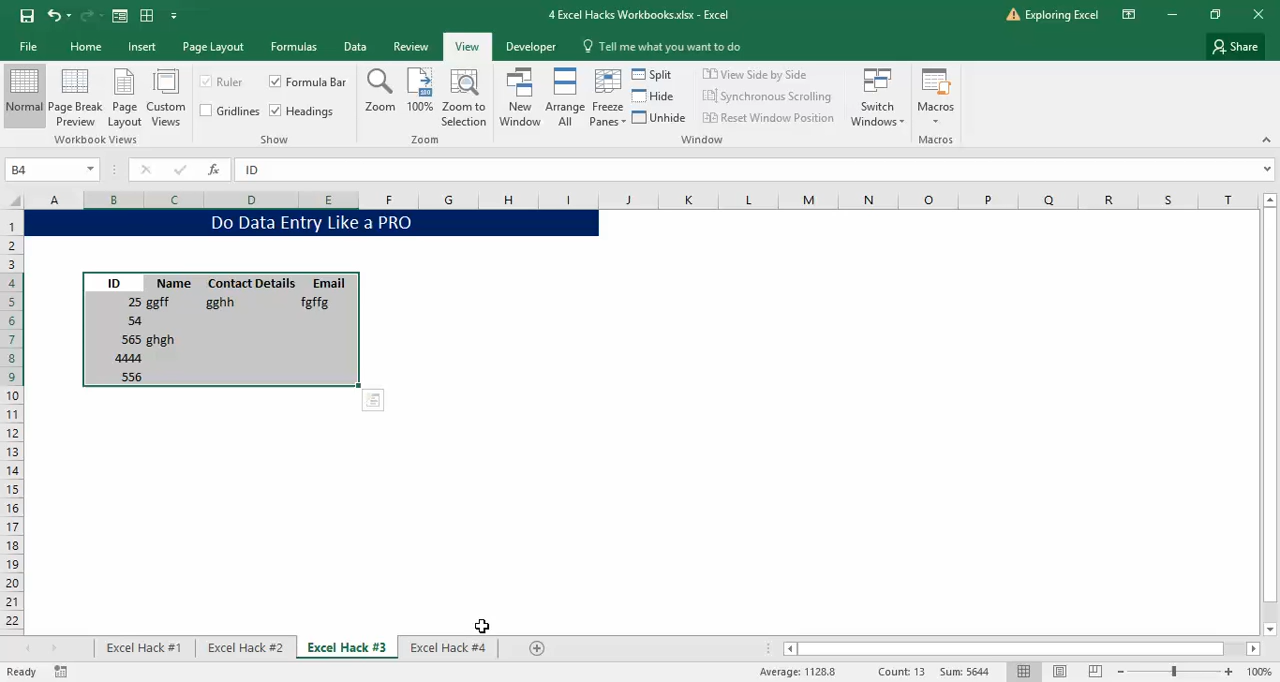 4 Excel Hacks Workbooks.xlsx - Excel
Exploring Excel
File Home Insert Page Layout Formulas Data Review View Developer Tell me what you want to do Share
Normal Page Break Preview Page Layout Custom Views
Workbook Views
Ruler Formula Bar
Gridlines Headings
Show
Zoom 100% Zoom to Selection
Zoom
New Window Arrange All Freeze Panes
Split
Hide
Unhide
View Side by Side
Synchronous Scrolling
Reset Window Position
Window
Switch Windows
Macros
Macros
B4 fx ID
A B C D E F G H I J K L M N O P Q R S T
1 Do Data Entry Like a PRO
2
3
4 ID Name Contact Details Email
5 25 ggff gghh fgffg
6 54
7 565 ghgh
8 4444
9 556
10
11
12
13
14
15
16
17
18
19
20
21
22
Excel Hack #1 Excel Hack #2 Excel Hack #3 Excel Hack #4
Ready Average: 1128.8 Count: 13 Sum: 5644 100%